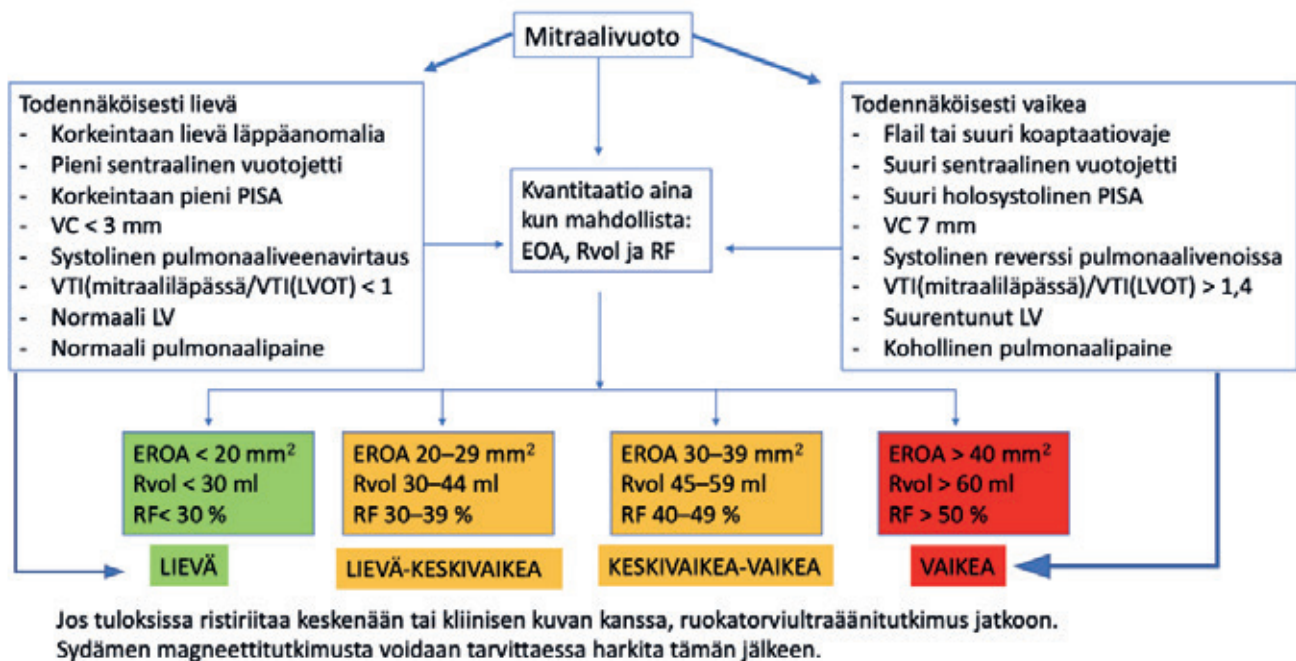 Mitraalivuoto
Todennäköisesti lievä
- Korkeintaan lievä läppäanomalia
- Pieni sentraalinen vuotojetti
- Korkeintaan pieni PISA
- VC < 3 mm
- Systolinen pulmonaaliveenavirtaus
- VTI(mitraaliläpässä/VTI(LVOT) < 1
- Normaali LV
- Normaali pulmonaalipaine
Kvantitaatio aina
kun mahdollista:
EOA, Rvol ja RF
Todennäköisesti vaikea
- Flail tai suuri koaptaatiovaje
- Suuri sentraalinen vuotojetti
- Suuri holosystolinen PISA
- VC 7 mm
- Systolinen reverssi pulmonaalivenoissa
- VTI(mitraaliläpässä)/VTI(LVOT) > 1,4
- Suurentunut LV
- Kohollinen pulmonaalipaine
EROA < 20 mm²
Rvol < 30 ml
RF< 30 %
LIEVÄ
EROA 20–29 mm²
Rvol 30–44 ml
RF 30–39 %
LIEVÄ-KESKIVAIKEA
EROA 30–39 mm²
Rvol 45–59 ml
RF 40–49 %
KESKIVAIKEA-VAIKEA
EROA > 40 mm²
Rvol > 60 ml
RF > 50 %
VAIKEA
Jos tuloksissa ristiriitaa keskenään tai kliinisen kuvan kanssa, ruokatorviultraäänitutkimus jatkoon.
Sydämen magneettitutkimusta voidaan tarvittaessa harkita tämän jälkeen.